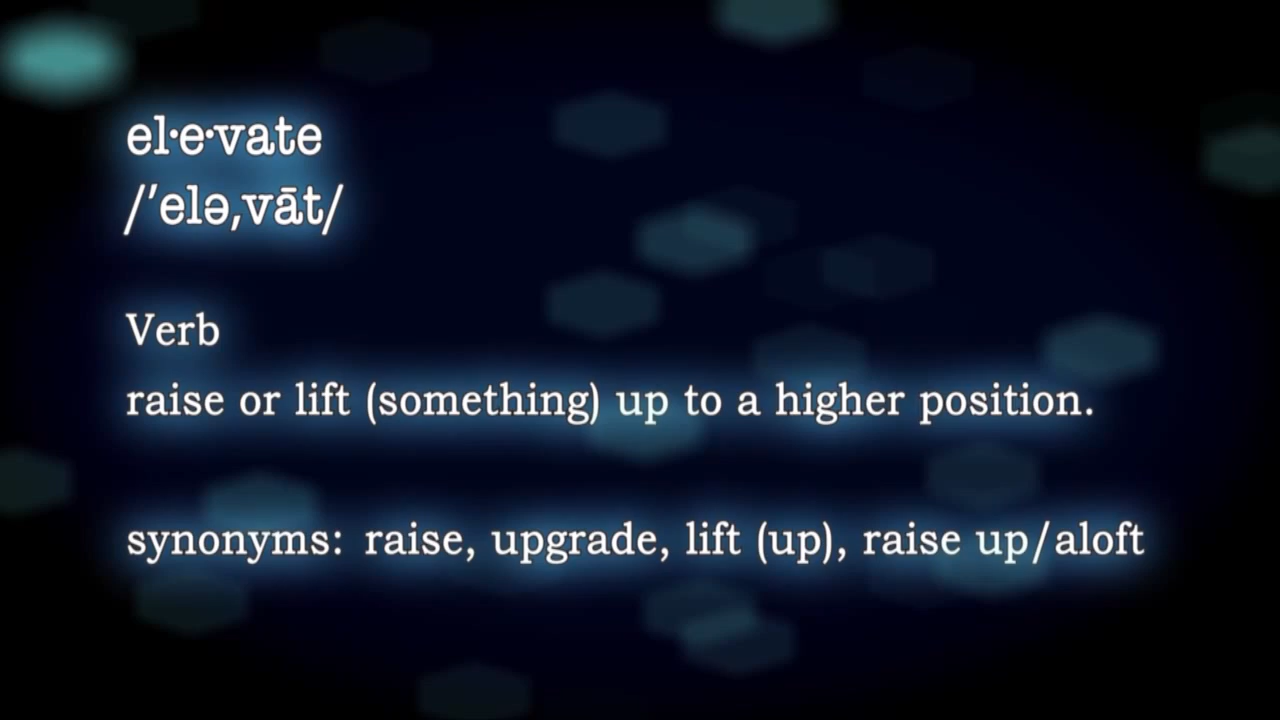 el·e·vate
/ˈelə,vāt/
Verb
raise or lift (something) up to a higher position.
synonyms: raise, upgrade, lift (up), raise up/aloft